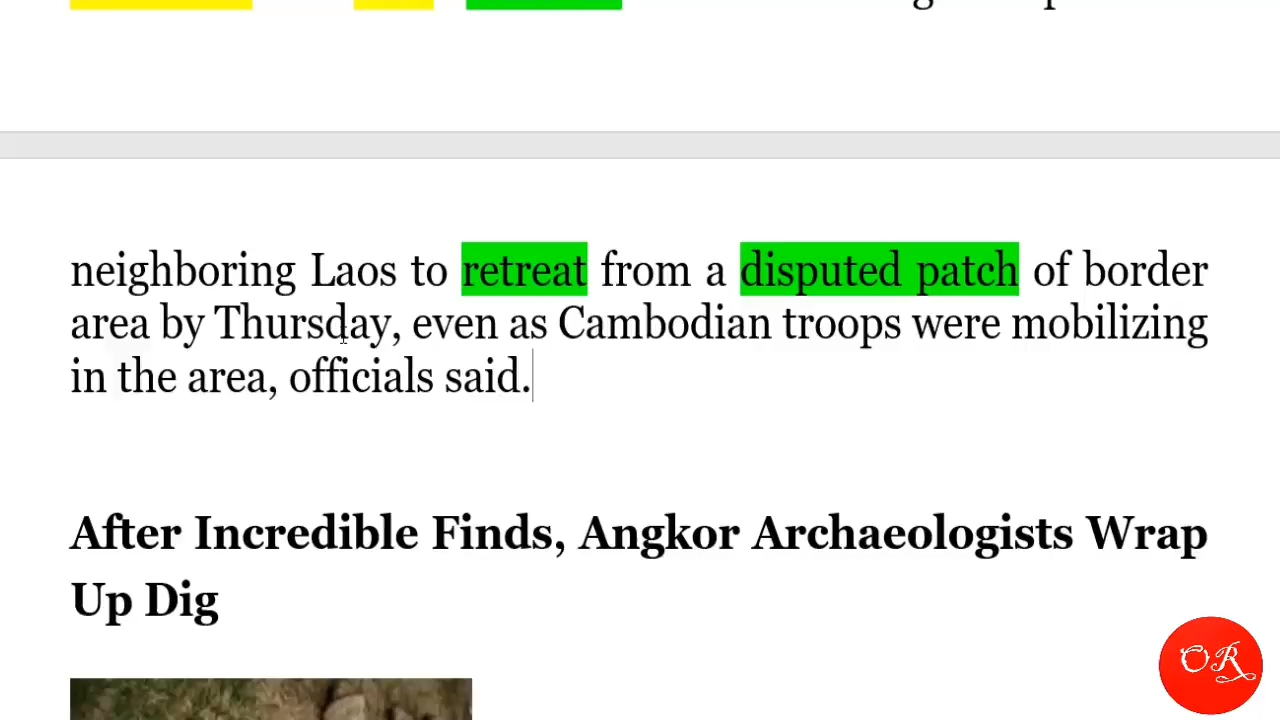 neighboring Laos to retreat from a disputed patch of border
area by Thursday, even as Cambodian troops were mobilizing
in the area, officials said.
After Incredible Finds, Angkor Archaeologists Wrap
Up Dig
OR